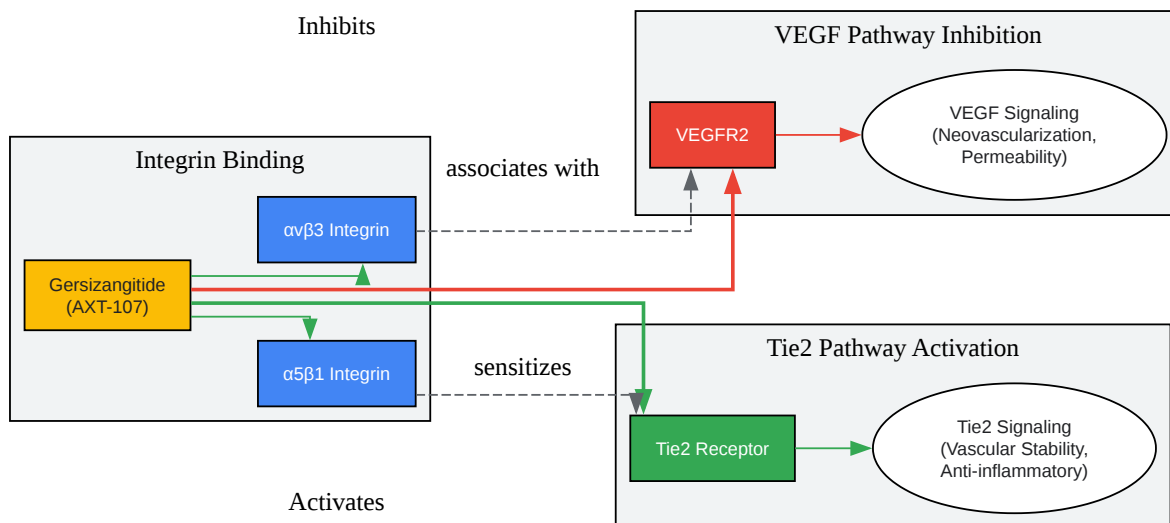 Inhibits
VEGF Pathway Inhibition
VEGFR2
VEGF Signaling
(Neovascularization,
Permeability)
Integrin Binding
associates with
αvβ3 Integrin
Gersizangitide
(AXT-107)
α5β1 Integrin
sensitizes
Tie2 Pathway Activation
Tie2 Receptor
Tie2 Signaling
(Vascular Stability,
Anti-inflammatory)
Activates